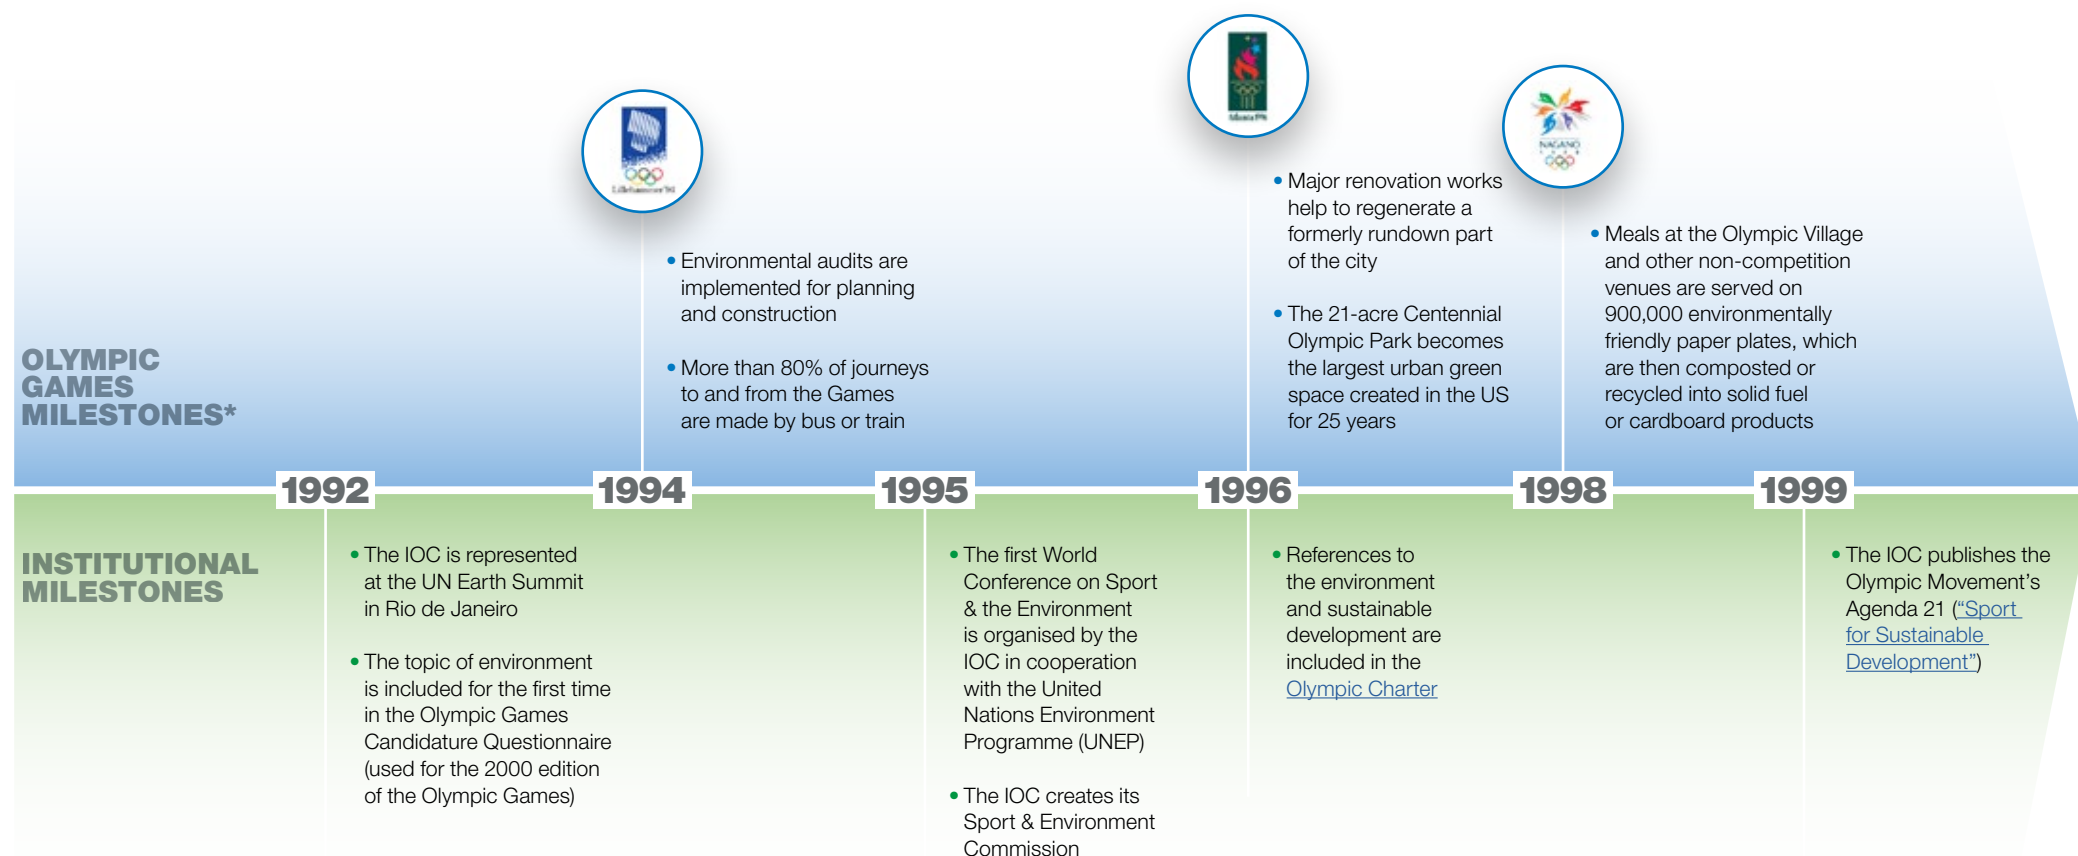 Lillehammer'94
Atlanta 1996
NAGANO
1998
• Major renovation works
help to regenerate a
formerly rundown part
of the city
• The 21-acre Centennial
Olympic Park becomes
the largest urban green
space created in the US
for 25 years
• Meals at the Olympic Village
and other non-competition
venues are served on
900,000 environmentally
friendly paper plates, which
are then composted or
recycled into solid fuel
or cardboard products
• Environmental audits are
implemented for planning
and construction
• More than 80% of journeys
to and from the Games
are made by bus or train
OLYMPIC
GAMES
MILESTONES*
1992
1994
1995
1996
1998
1999
INSTITUTIONAL
MILESTONES
• The IOC is represented
at the UN Earth Summit
in Rio de Janeiro
• The topic of environment
is included for the first time
in the Olympic Games
Candidature Questionnaire
(used for the 2000 edition
of the Olympic Games)
• The first World
Conference on Sport
& the Environment
is organised by the
IOC in cooperation
with the United
Nations Environment
Programme (UNEP)
• The IOC creates its
Sport & Environment
Commission
• References to
the environment
and sustainable
development are
included in the
Olympic Charter
• The IOC publishes the
Olympic Movement's
Agenda 21 (“Sport
for Sustainable
Development”)